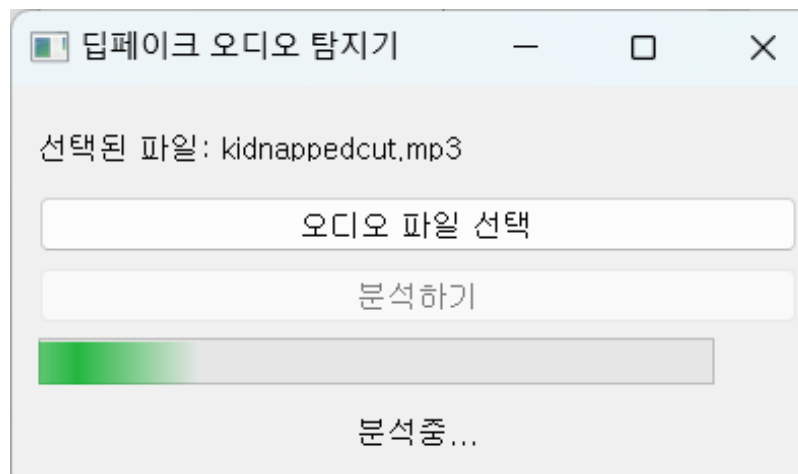 딥페이크 오디오 탐지기
선택된 파일: kidnappedcut.mp3
오디오 파일 선택
분석하기
분석중...